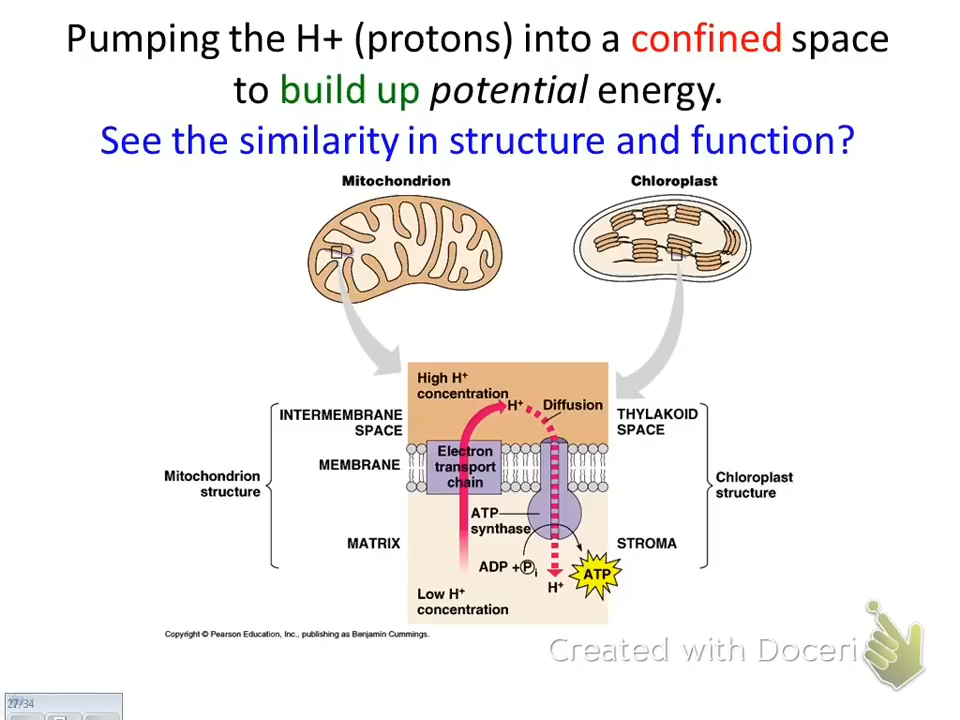 Pumping the H+ (protons) into a confined space
to build up potential energy.
See the similarity in structure and function?
Mitochondrion
Chloroplast
High H⁺
concentration
H⁺
Diffusion
INTERMEMBRANE
SPACE
THYLAKOID
SPACE
Electron
transport
chain
MEMBRANE
Mitochondrion
structure
Chloroplast
structure
ATP
synthase
MATRIX
STROMA
ADP + Pi
ATP
H⁺
Low H⁺
concentration
Copyright © Pearson Education, Inc., publishing as Benjamin Cummings.
Created with Doceri
27/34